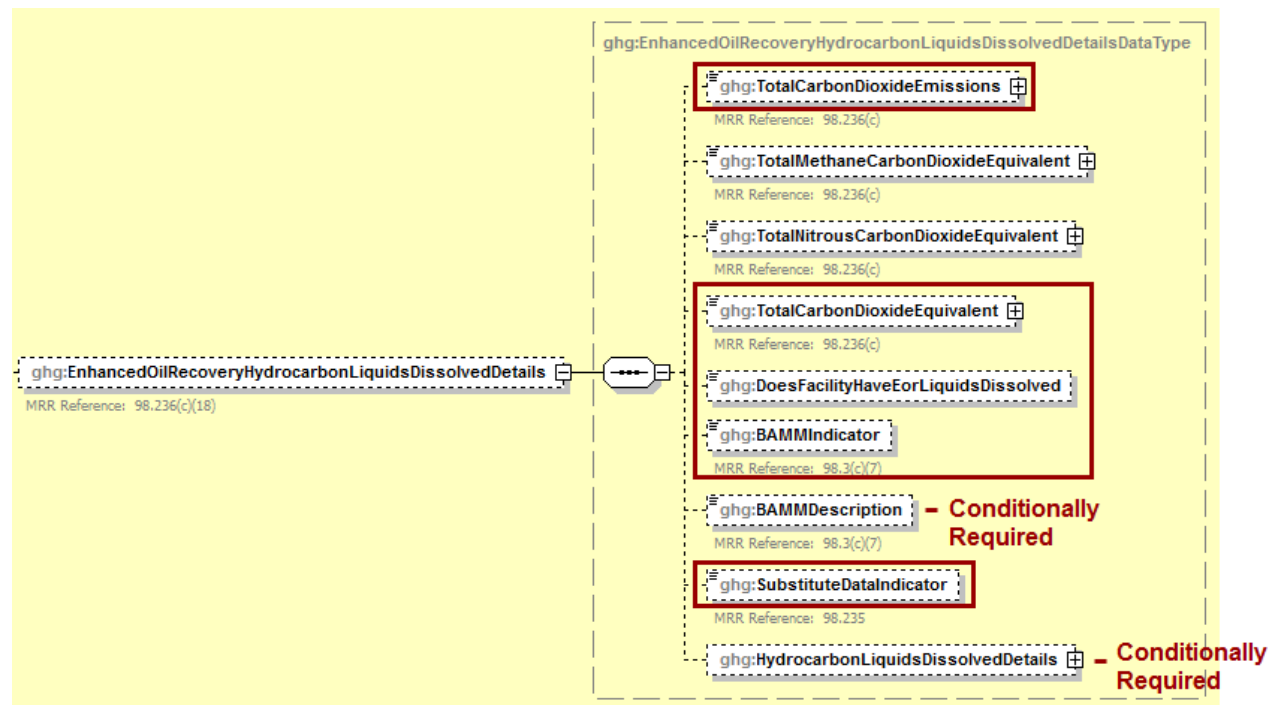 ghg:EnhancedOilRecoveryHydrocarbonLiquidsDissolvedDetailsDataType
ghg:TotalCarbonDioxideEmissions
MRR Reference: 98.236(c)
ghg:TotalMethaneCarbonDioxideEquivalent
MRR Reference: 98.236(c)
ghg:TotalNitrousCarbonDioxideEquivalent
MRR Reference: 98.236(c)
ghg:TotalCarbonDioxideEquivalent
MRR Reference: 98.236(c)
ghg:EnhancedOilRecoveryHydrocarbonLiquidsDissolvedDetails
MRR Reference: 98.236(c)(18)
ghg:DoesFacilityHaveEorLiquidsDissolved
ghg:BAMMIndicator
MRR Reference: 98.3(c)(7)
ghg:BAMMDescription
MRR Reference: 98.3(c)(7)
- Conditionally
Required
ghg:SubstituteDataIndicator
MRR Reference: 98.235
ghg:HydrocarbonLiquidsDissolvedDetails
- Conditionally
Required